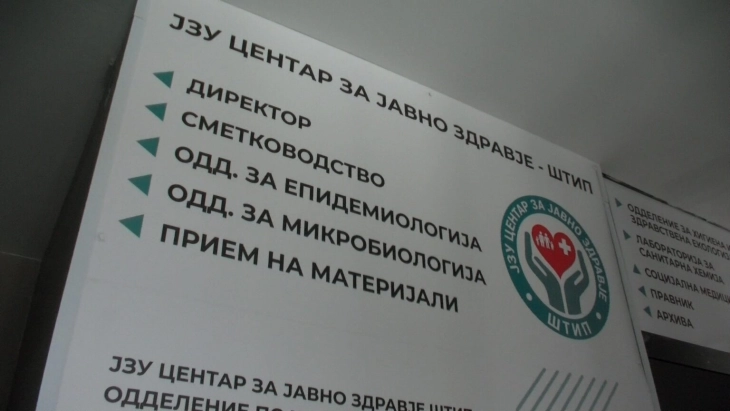 ЈЗУ ЦЕНТАР ЗА ЈАВНО ЗДРАВЈЕ - ШТИП
ДИРЕКТОР
СМЕТКОВОДСТВО
ОДД. ЗА ЕПИДЕМИОЛОГИЈА
ОДД. ЗА МИКРОБИОЛОГИЈА
ПРИЕМ НА МАТЕРИЈАЛИ
ЈЗУ ЦЕНТАР ЗА ЈАВНО ЗДРАВЈЕ
ШТИП
ЈЗУ ЦЕНТАР ЗА ЈАВНО ЗДРАВЈЕ ШТИП
ОДДЕЛЕНИЕ
ОДДЕЛЕНИЕ ЗА ХИГИЕНА И
ЗДРАВСТВЕНА ЕКОЛОГИЈА
ЛАБОРАТОРИЈА ЗА
САНИТАРНА ХЕМИЈА
СОЦИЈАЛНА
ПРАВНИК
АРХИВА